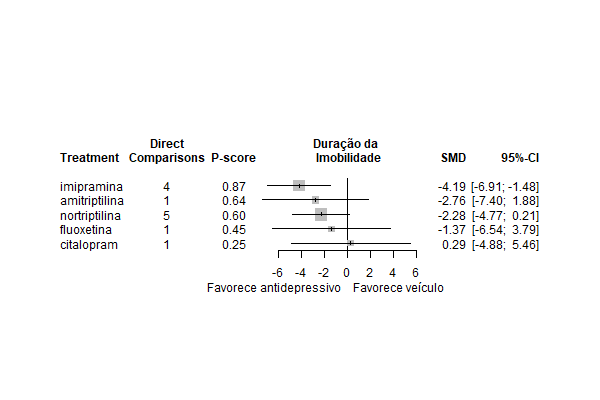 Direct Duração da
Treatment Comparisons P-score Imobilidade SMD 95%-CI
imipramina 4 0.87 -4.19 [-6.91; -1.48]
amitriptilina 1 0.64 -2.76 [-7.40; 1.88]
nortriptilina 5 0.60 -2.28 [-4.77; 0.21]
fluoxetina 1 0.45 -1.37 [-6.54; 3.79]
citalopram 1 0.25 0.29 [-4.88; 5.46]
-6 -4 -2 0 2 4 6
Favorece antidepressivo Favorece veículo